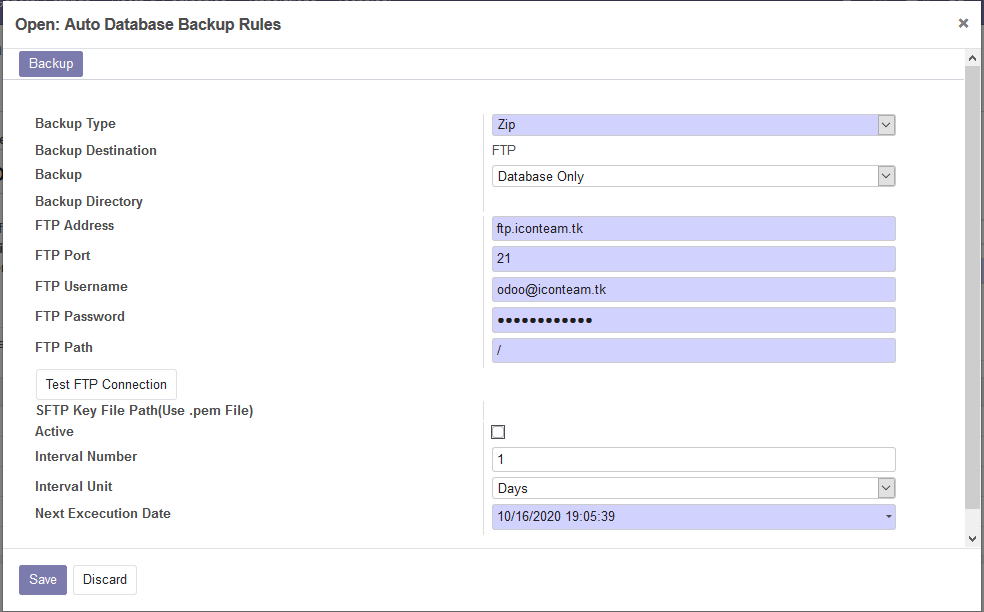 Open: Auto Database Backup Rules ×
Backup
Backup Type Zip
Backup Destination FTP
Backup Database Only
Backup Directory
FTP Address ftp.iconteam.tk
FTP Port 21
FTP Username odoo@iconteam.tk
FTP Password ●●●●●●●●●●●●
FTP Path /
Test FTP Connection
SFTP Key File Path(Use .pem File)
Active
Interval Number 1
Interval Unit Days
Next Excecution Date 10/16/2020 19:05:39
Save Discard